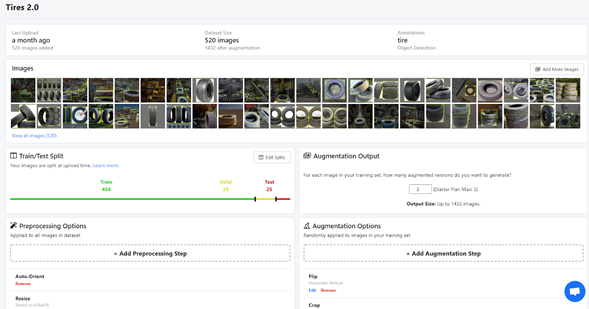 Tires 2.0
Last Upload
a month ago
520 images added
Dataset Size
520 images
1432 after augmentation
Annotations
tire
Object Detection
Images
Add More Images
View all images (520)
Train/Test Split
Edit Splits
Your images are split at upload time. Learn more.
Train
456
Valid
39
Test
25
Augmentation Output
For each image in your training set, how many augmented versions do you want to generate?
3 (Starter Plan Max: 3)
Output Size: Up to 1432 images.
Preprocessing Options
Applied to all images in dataset
+ Add Preprocessing Step
Auto-Orient
Remove
Resize
Augmentation Options
Randomly applied to images in your training set
+ Add Augmentation Step
Flip
Horizontal, Vertical
Edit Remove
Crop